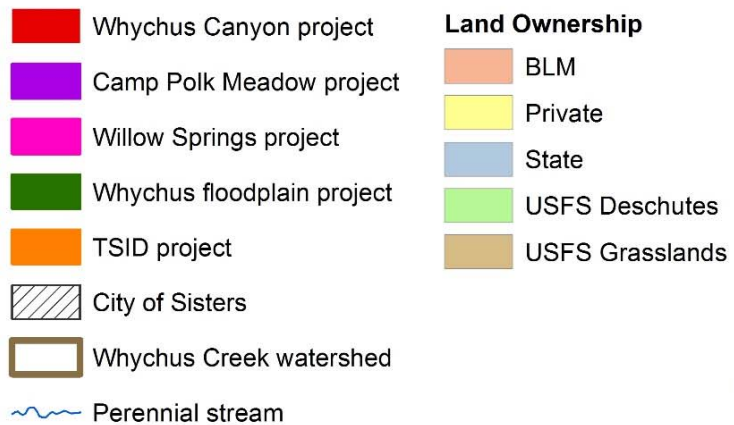 Whychus Canyon project
Camp Polk Meadow project
Willow Springs project
Whychus floodplain project
TSID project
City of Sisters
Whychus Creek watershed
Perennial stream
Land Ownership
BLM
Private
State
USFS Deschutes
USFS Grasslands